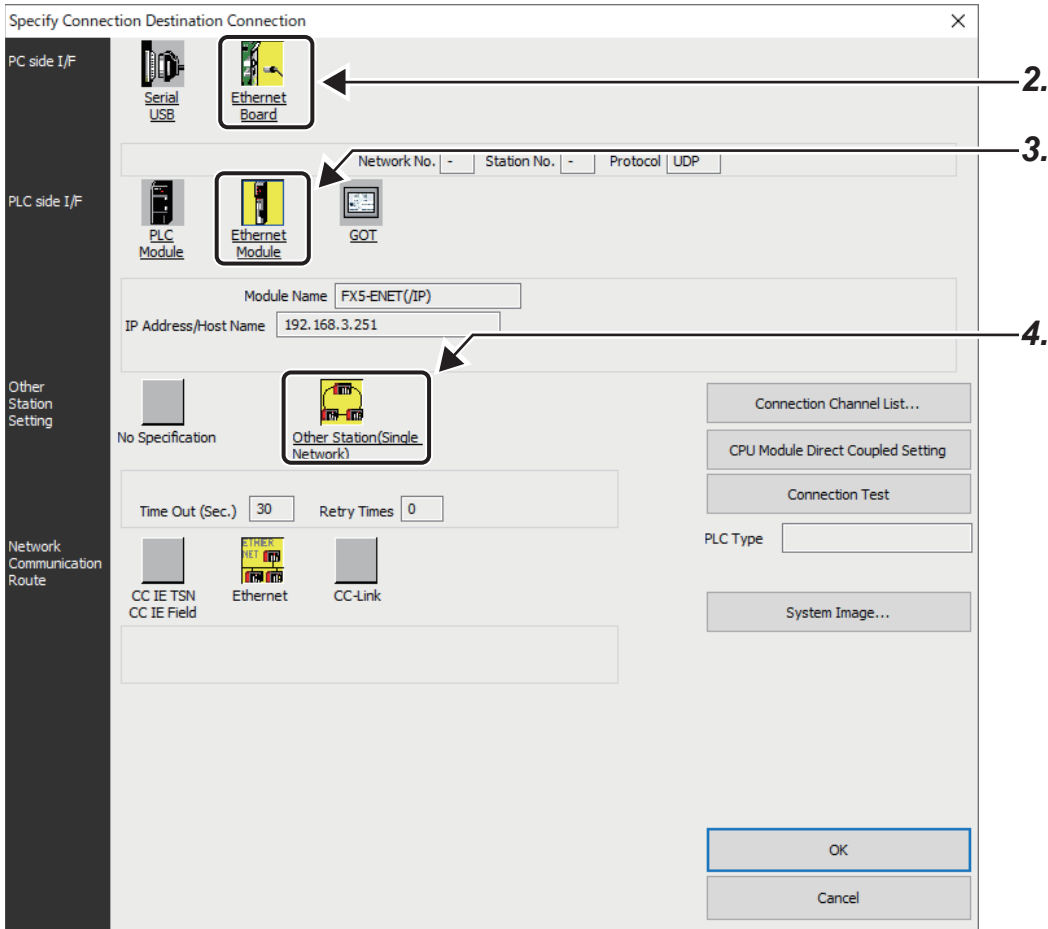 Specify Connection Destination Connection
PC side I/F
Serial
USB
Ethernet
Board
2.
Network No. - Station No. - Protocol UDP
3.
PLC side I/F
PLC
Module
Ethernet
Module
GOT
Module Name FX5-ENET(/IP)
IP Address/Host Name 192.168.3.251
4.
Other
Station
Setting
No Specification
Other Station(Single
Network)
Connection Channel List...
CPU Module Direct Coupled Setting
Connection Test
Time Out (Sec.) 30 Retry Times 0
PLC Type
Network
Communication
Route
ETHER
NET
CC IE TSN
CC IE Field
Ethernet
CC-Link
System Image...
OK
Cancel